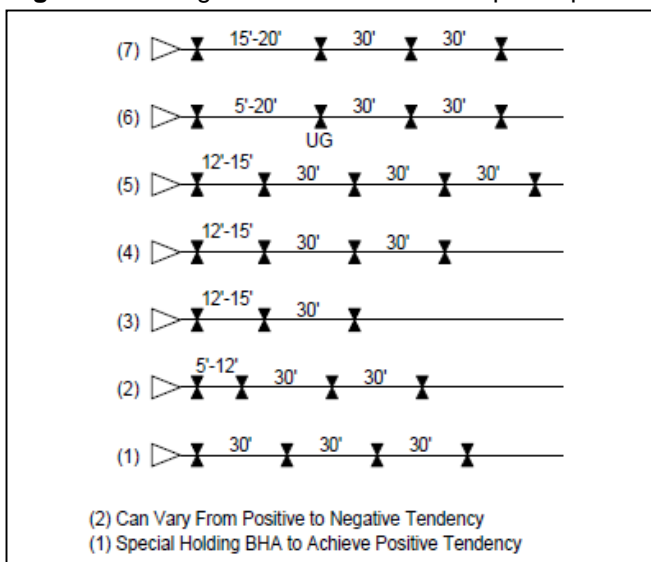 (7) 15'-20' 30' 30'
(6) 5'-20' 30' 30'
UG
(5) 12'-15' 30' 30' 30'
(4) 12'-15' 30' 30'
(3) 12'-15' 30'
(2) 5'-12' 30' 30'
(1) 30' 30' 30'
(2) Can Vary From Positive to Negative Tendency
(1) Special Holding BHA to Achieve Positive Tendency